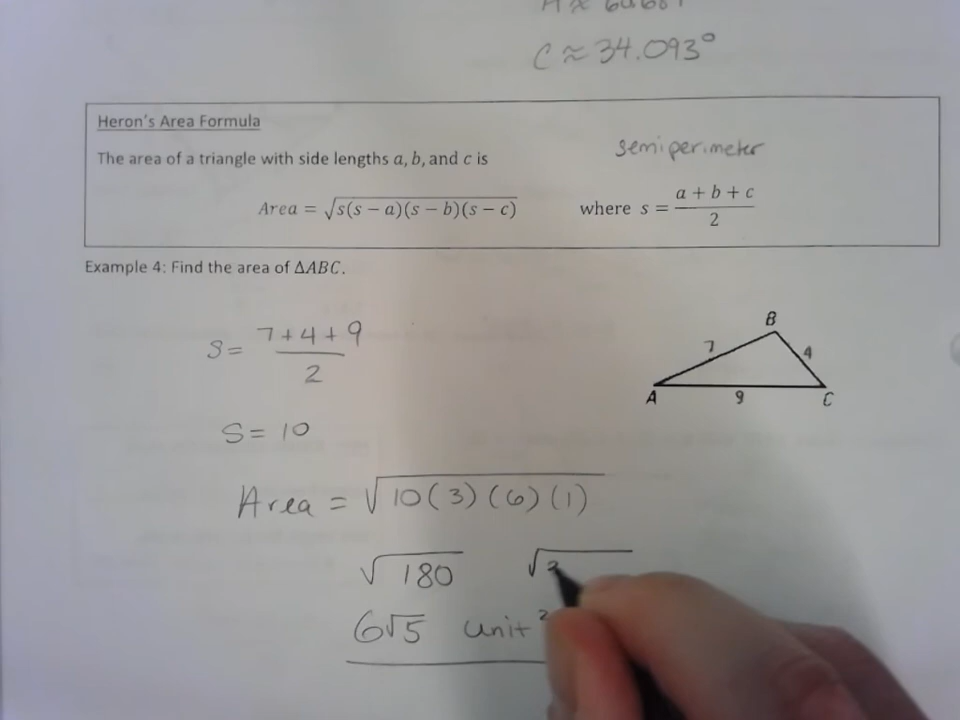 C ≈ 34.093°
Heron's Area Formula
The area of a triangle with side lengths a, b, and c is
semiperimeter
Area = √s(s − a)(s − b)(s − c) where s = a + b + c / 2
Example 4: Find the area of ΔABC.
S = 7+4+9 / 2
B
7
4
A
9
C
S = 10
Area = √10(3)(6)(1)
√180
6√5 unit²